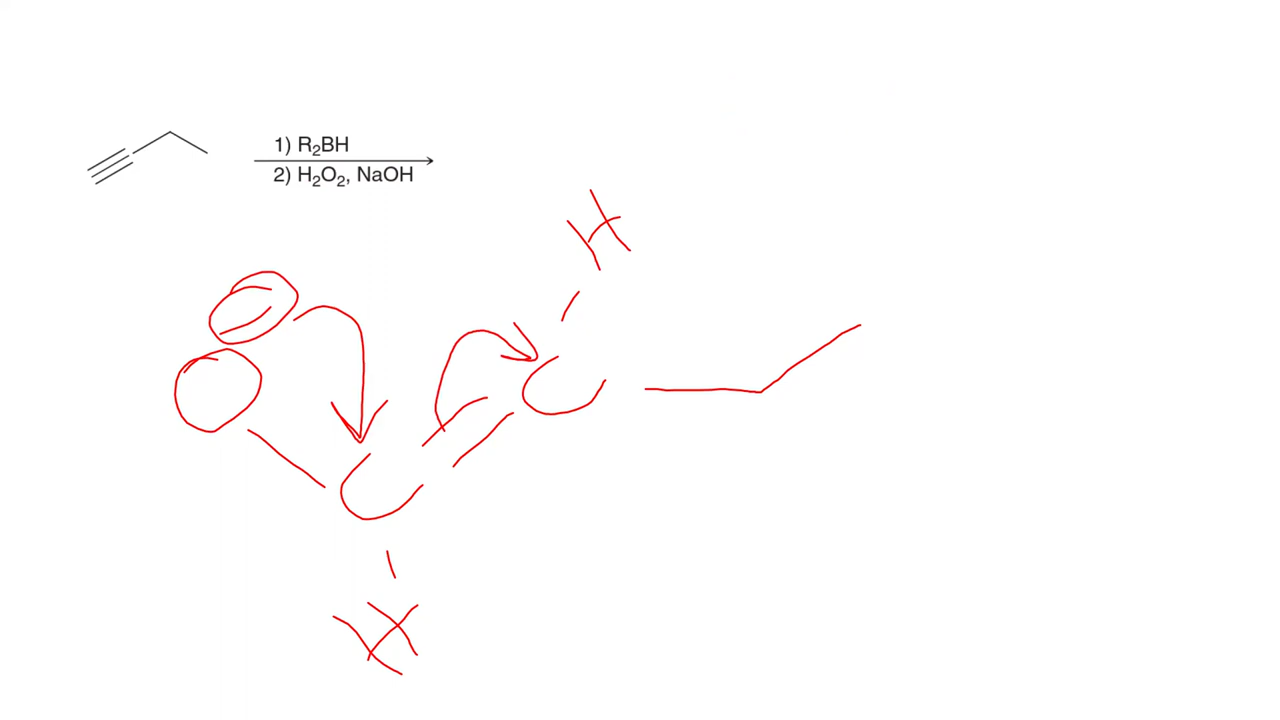 1) R₂BH
2) H₂O₂, NaOH
H
O
C
C
H